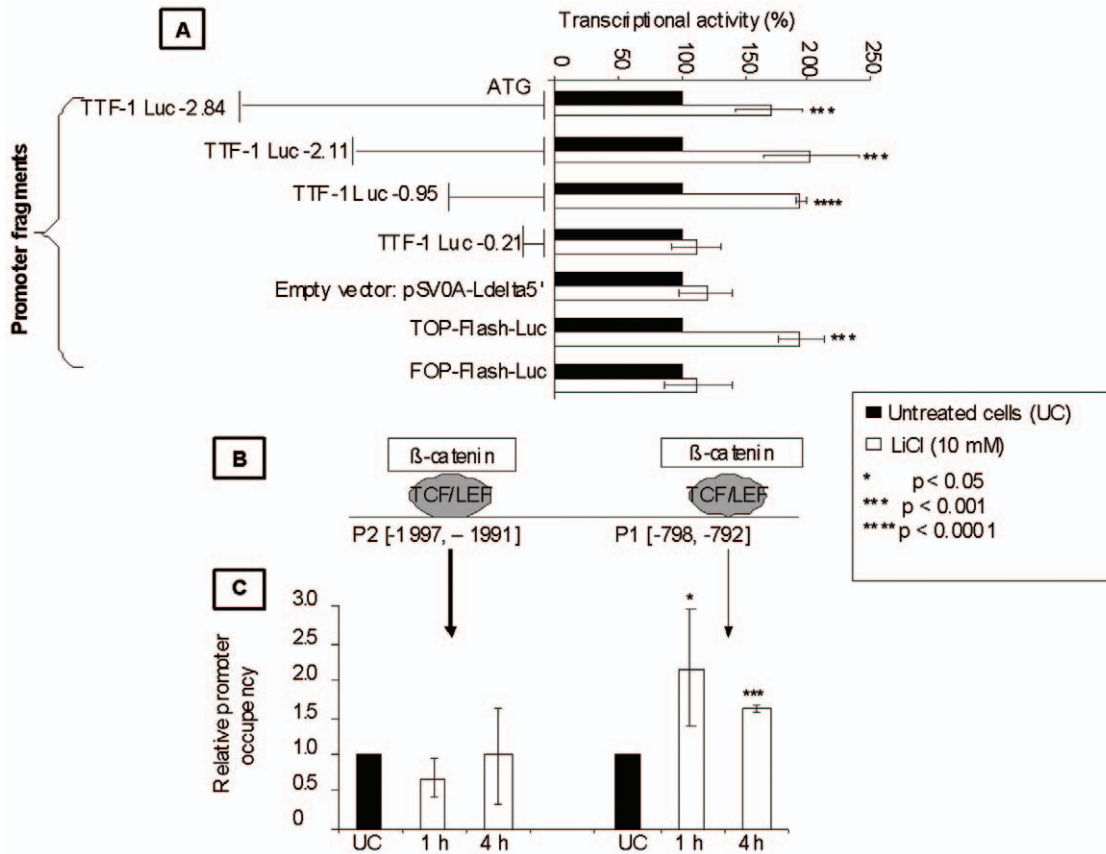 A
Transcriptional activity (%)
0 50 100 150 200 250
ATG
Promoter fragments
TTF-1 Luc-2.84
***
TTF-1 Luc-2.11
***
TTF-1 Luc-0.95
****
TTF-1 Luc-0.21
Empty vector: pSV0A-Ldelta5'
TOP-Flash-Luc
***
FOP-Flash-Luc
Untreated cells (UC)
LiCl (10 mM)
* p < 0.05
*** p < 0.001
**** p < 0.0001
B
ß-catenin ß-catenin
TCF/LEF TCF/LEF
P2 [-1997, – 1991] P1 [-798, -792]
C
Relative promoter
occupency
3.0
2.5
2.0
1.5
1.0
0.5
0
*
***
UC 1 h 4 h UC 1 h 4 h